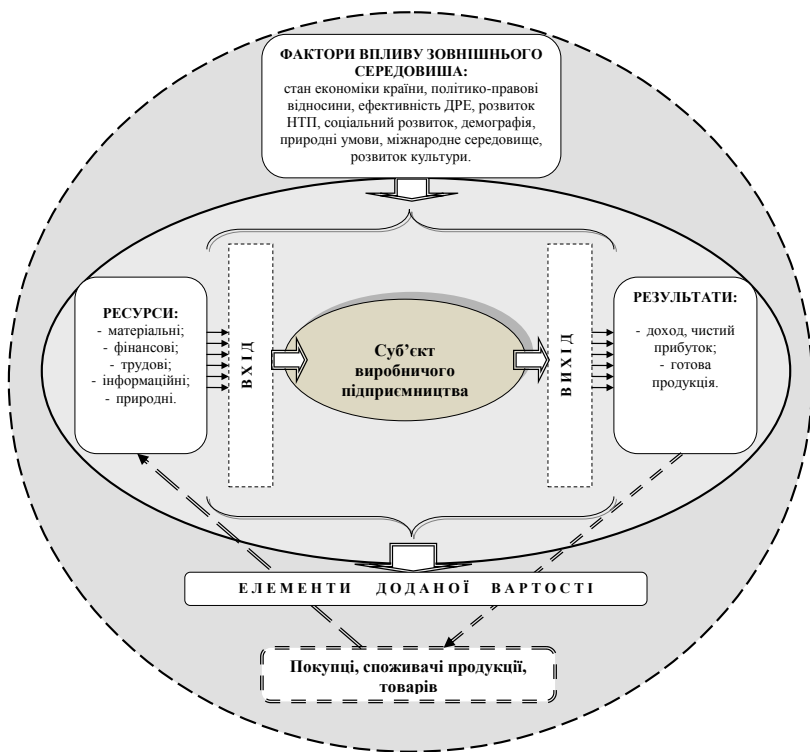 ФАКТОРИ ВПЛИВУ ЗОВНІШНЬОГО
СЕРЕДОВИЩА:
стан економіки країни, політико-правові
відносини, ефективність ДРЕ, розвиток
НТП, соціальний розвиток, демографія,
природні умови, міжнародне середовище,
розвиток культури.
РЕСУРСИ:
- матеріальні;
- фінансові;
- трудові;
- інформаційні;
- природні.
ВХІД
Суб’єкт
виробничого
підприємництва
ВИХІД
РЕЗУЛЬТАТИ:
- доход, чистий
прибуток;
- готова
продукція.
ЕЛЕМЕНТИ ДОДАНОЇ ВАРТОСТІ
Покупці, споживачі продукції,
товарів